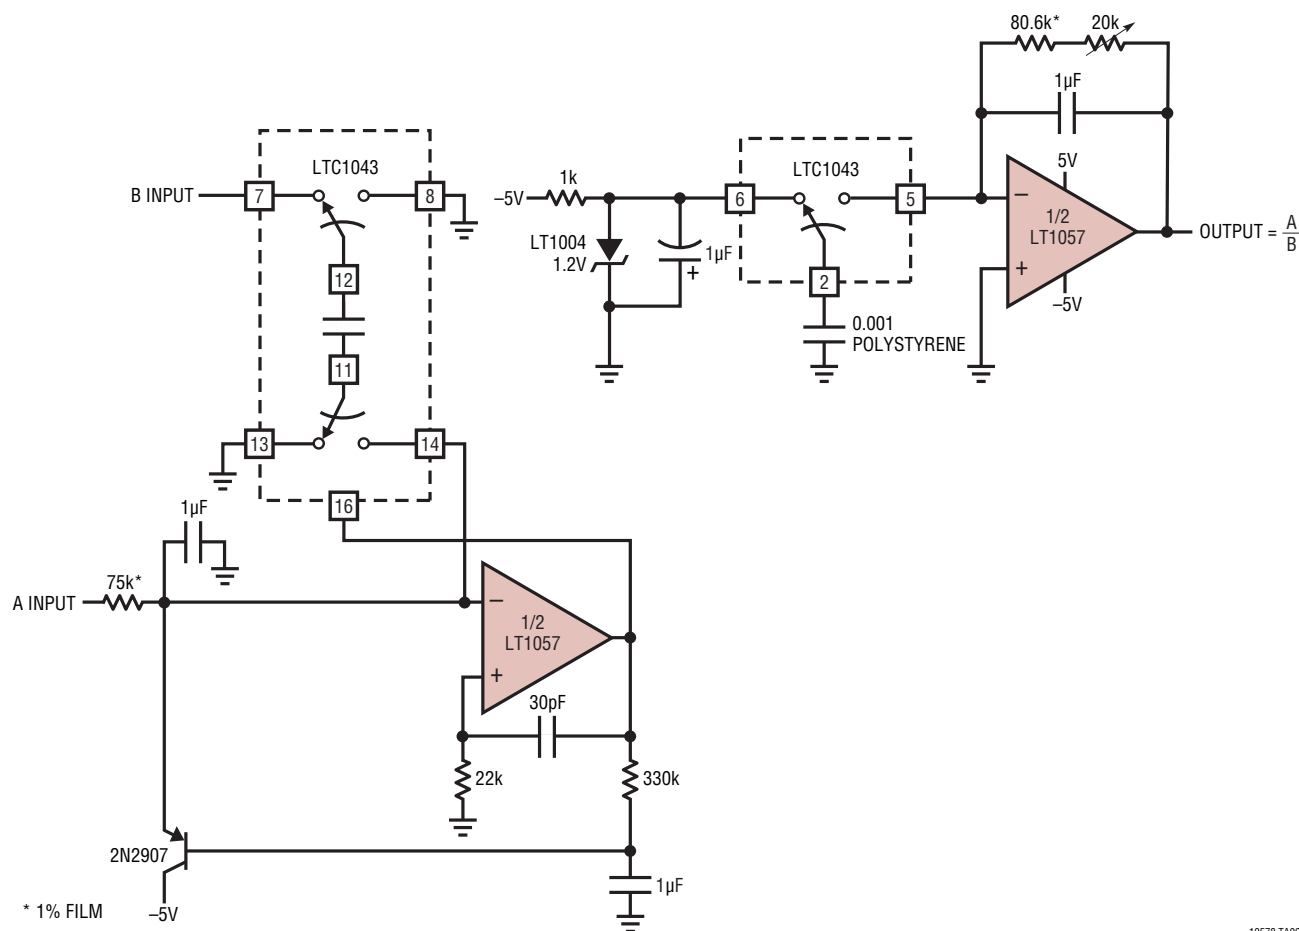 80.6k*
20k
1µF
LTC1043
B INPUT
7
8
12
11
13
14
16
–5V
1k
LT1004
1.2V
1µF
+
6
LTC1043
5
2
0.001
POLYSTYRENE
5V
–
1/2
LT1057
+
–5V
OUTPUT = A
B
1µF
75k*
A INPUT
–
1/2
LT1057
+
30pF
22k
330k
2N2907
–5V
1µF
* 1% FILM